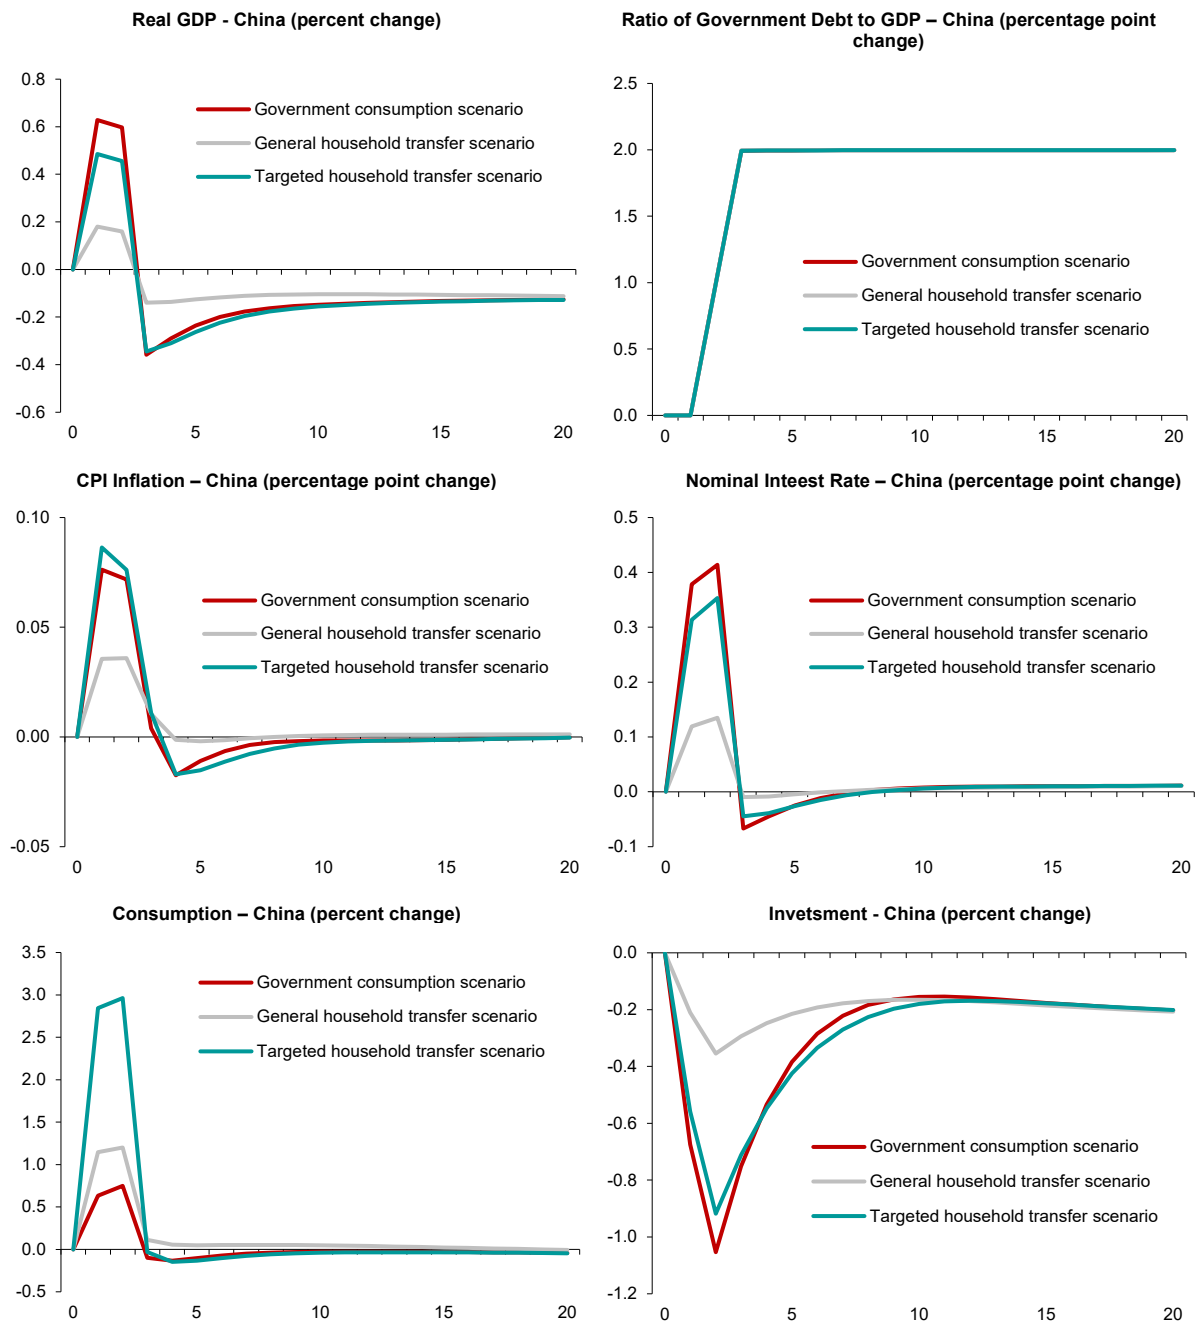 Real GDP - China (percent change)
0.8
0.6
0.4
0.2
0.0
-0.2
-0.4
-0.6
0 5 10 15 20
Government consumption scenario
General household transfer scenario
Targeted household transfer scenario
Ratio of Government Debt to GDP – China (percentage point
change)
2.5
2.0
1.5
1.0
0.5
0.0
0 5 10 15 20
Government consumption scenario
General household transfer scenario
Targeted household transfer scenario
CPI Inflation – China (percentage point change)
0.10
0.05
0.00
-0.05
0 5 10 15 20
Government consumption scenario
General household transfer scenario
Targeted household transfer scenario
Nominal Inteest Rate – China (percentage point change)
0.5
0.4
0.3
0.2
0.1
0.0
-0.1
0 5 10 15 20
Government consumption scenario
General household transfer scenario
Targeted household transfer scenario
Consumption – China (percent change)
3.5
3.0
2.5
2.0
1.5
1.0
0.5
0.0
-0.5
0 5 10 15 20
Government consumption scenario
General household transfer scenario
Targeted household transfer scenario
Invetsment - China (percent change)
0.0
-0.2
-0.4
-0.6
-0.8
-1.0
-1.2
0 5 10 15 20
Government consumption scenario
General household transfer scenario
Targeted household transfer scenario